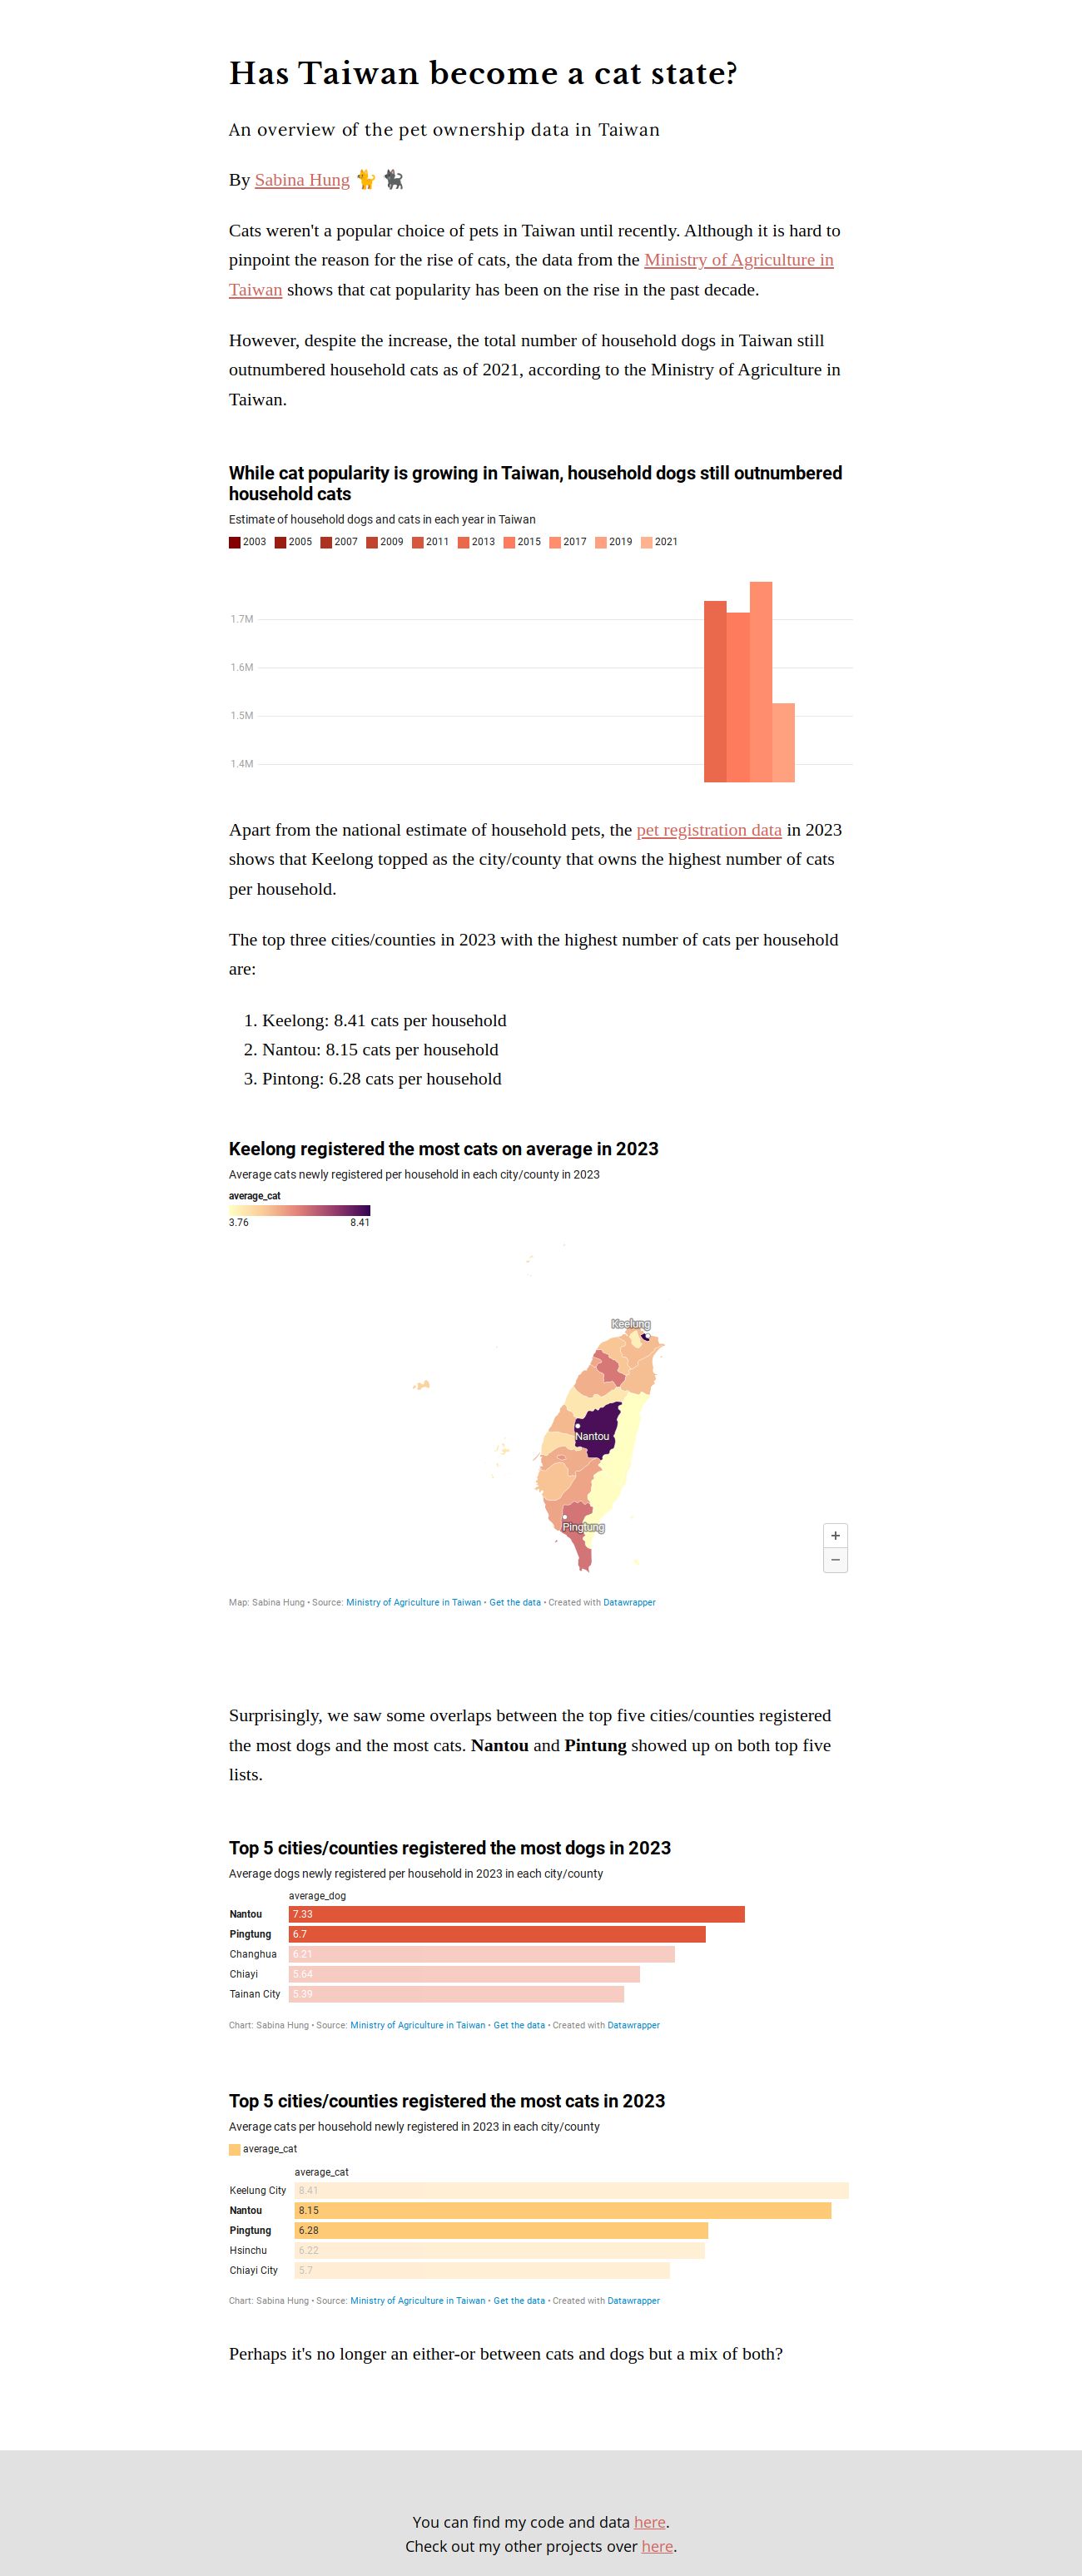 Has Taiwan become a cat state?
An overview of the pet ownership data in Taiwan
By Sabina Hung 🐈 🐈‍⬛
Cats weren't a popular choice of pets in Taiwan until recently. Although it is hard to
pinpoint the reason for the rise of cats, the data from the Ministry of Agriculture in
Taiwan shows that cat popularity has been on the rise in the past decade.
However, despite the increase, the total number of household dogs in Taiwan still
outnumbered household cats as of 2021, according to the Ministry of Agriculture in
Taiwan.
While cat popularity is growing in Taiwan, household dogs still outnumbered
household cats
Estimate of household dogs and cats in each year in Taiwan
2003 2005 2007 2009 2011 2013 2015 2017 2019 2021
1.7M
1.6M
1.5M
1.4M
Apart from the national estimate of household pets, the pet registration data in 2023
shows that Keelong topped as the city/county that owns the highest number of cats
per household.
The top three cities/counties in 2023 with the highest number of cats per household
are:
1. Keelong: 8.41 cats per household
2. Nantou: 8.15 cats per household
3. Pintong: 6.28 cats per household
Keelong registered the most cats on average in 2023
Average cats newly registered per household in each city/county in 2023
average_cat
3.76 8.41
Keelung
Nantou
Pingtung
+
−
Map: Sabina Hung • Source: Ministry of Agriculture in Taiwan • Get the data • Created with Datawrapper
Surprisingly, we saw some overlaps between the top five cities/counties registered
the most dogs and the most cats. Nantou and Pintung showed up on both top five
lists.
Top 5 cities/counties registered the most dogs in 2023
Average dogs newly registered per household in 2023 in each city/county
average_dog
Nantou 7.33
Pingtung 6.7
Changhua 6.21
Chiayi 5.64
Tainan City 5.39
Chart: Sabina Hung • Source: Ministry of Agriculture in Taiwan • Get the data • Created with Datawrapper
Top 5 cities/counties registered the most cats in 2023
Average cats per household newly registered in 2023 in each city/county
average_cat
average_cat
Keelung City 8.41
Nantou 8.15
Pingtung 6.28
Hsinchu 6.22
Chiayi City 5.7
Chart: Sabina Hung • Source: Ministry of Agriculture in Taiwan • Get the data • Created with Datawrapper
Perhaps it's no longer an either-or between cats and dogs but a mix of both?
You can find my code and data here.
Check out my other projects over here.